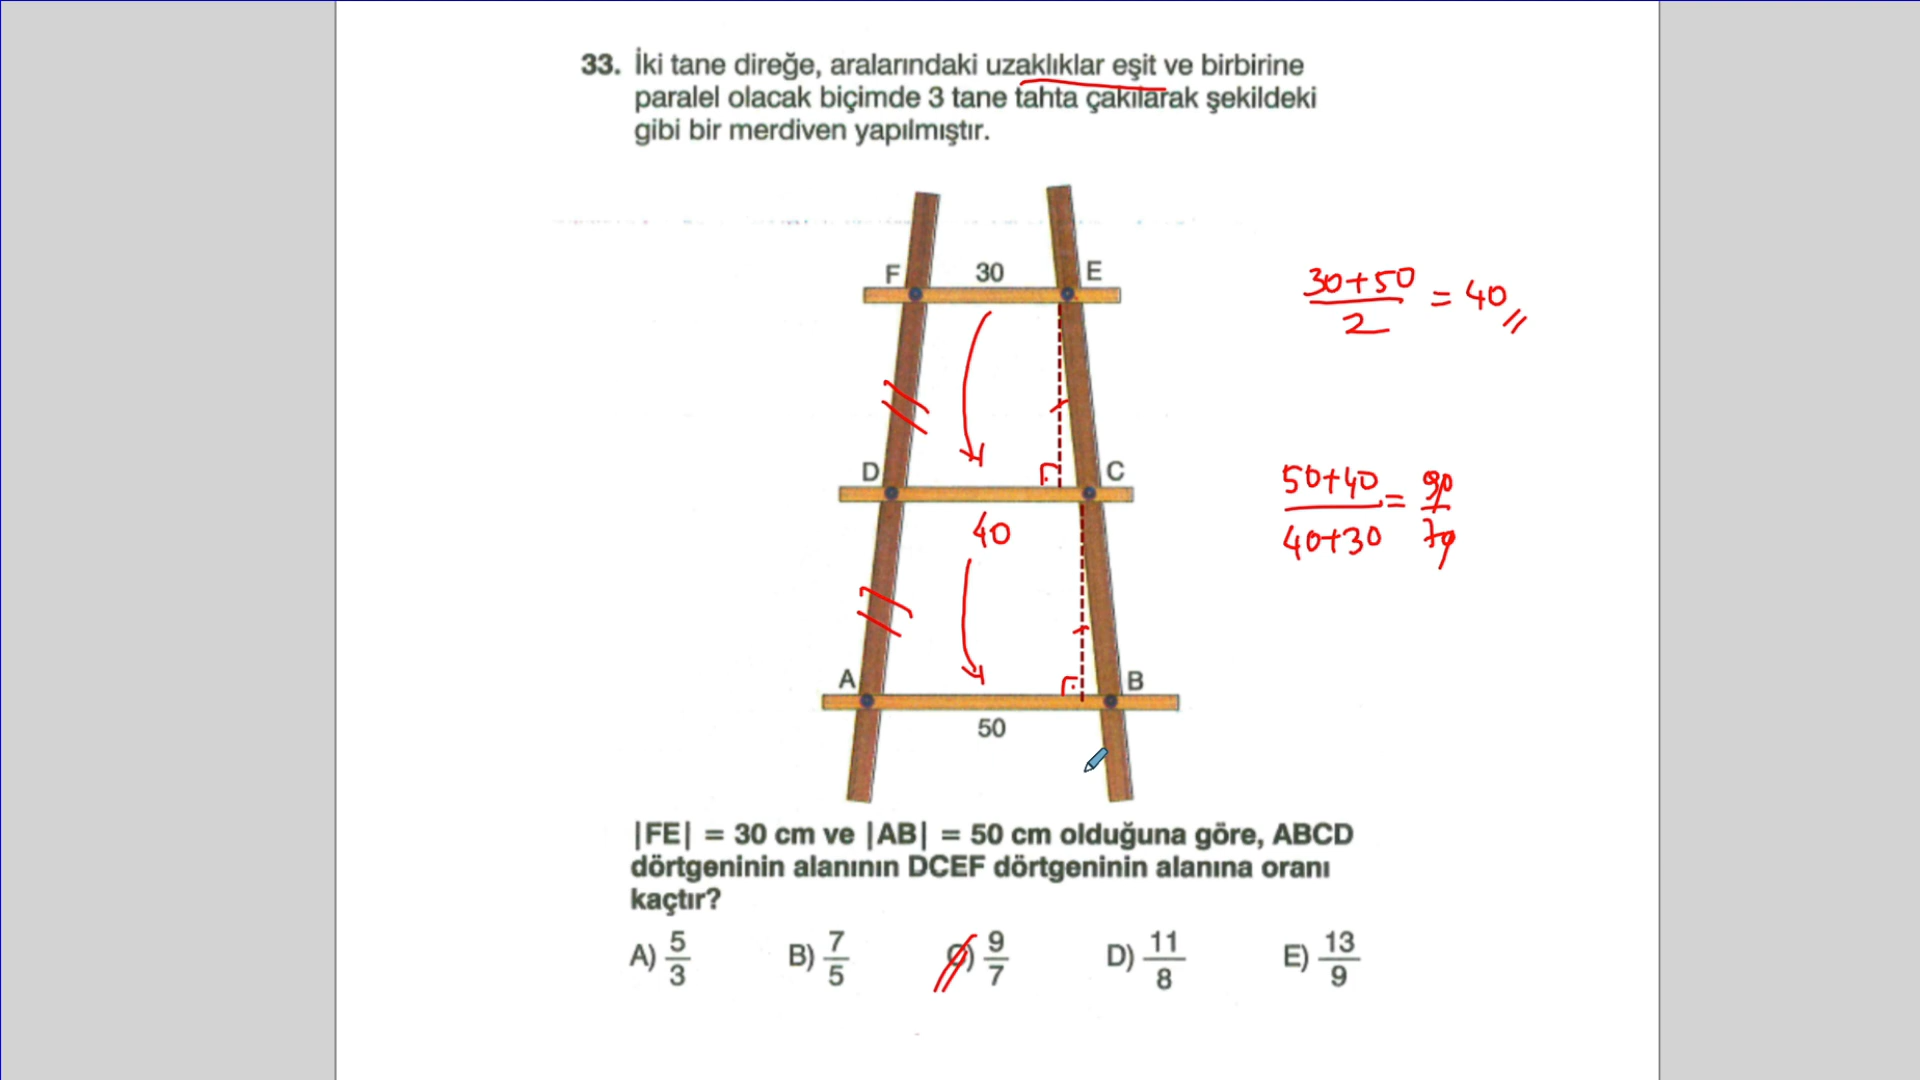 33. İki tane direğe, aralarındaki uzaklıklar eşit ve birbirine
paralel olacak biçimde 3 tane tahta çakılarak şekildeki
gibi bir merdiven yapılmıştır.
F 30 E
30+50
2
= 40
D C
40
50+40
40+30
= 90
70
A B
50
|FE| = 30 cm ve |AB| = 50 cm olduğuna göre, ABCD
dörtgeninin alanının DCEF dörtgeninin alanına oranı
kaçtır?
A) 5/3 B) 7/5 C) 9/7 D) 11/8 E) 13/9